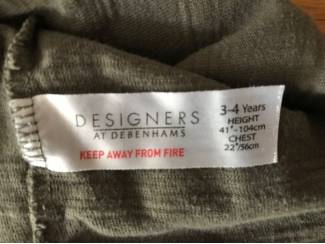 DESIGNERS
AT DEBENHAMS
KEEP AWAY FROM FIRE
3-4 Years
HEIGHT
41"-104cm
CHEST
22"/56cm